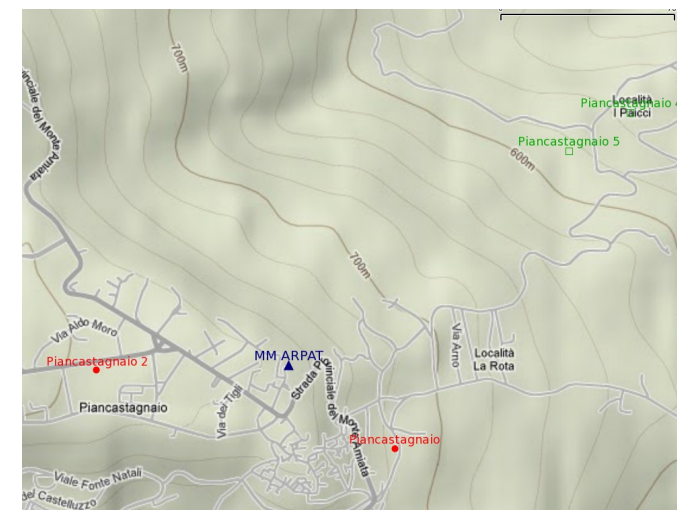 700m
nciale del Monte Amiata
Località
I Paicci
Piancastagnaio 4
Piancastagnaio 5
600m
700m
Via Aldo Moro
Piancastagnaio 2
MM ARPAT
Via Arno
Località
La Rota
Piancastagnaio
Via dei Tigli
Strada P
vinciale del Monte Amiata
Piancastagnaio
Viale Fonte Natali
del Castelluzzo